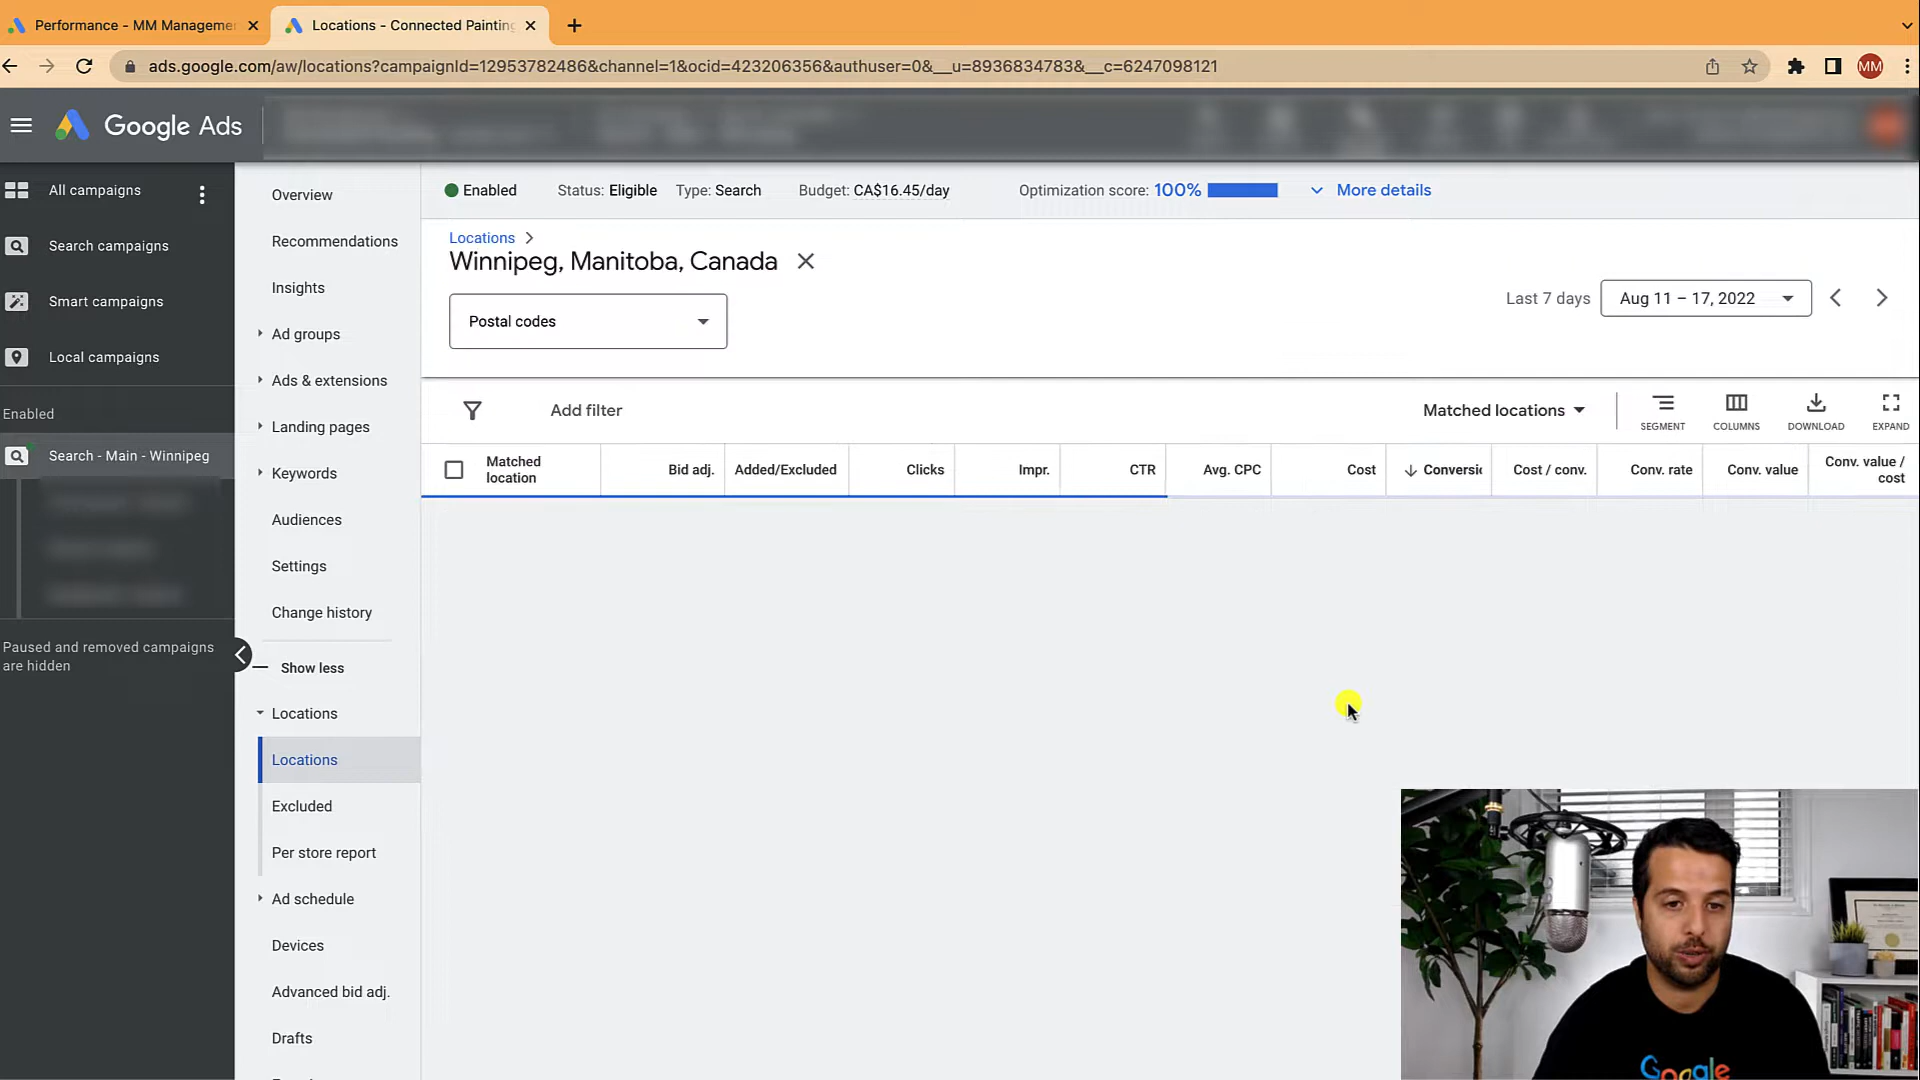 Performance - MM Manageme
Locations - Connected Painting
ads.google.com/aw/locations?campaignId=12953782486&channel=1&ocid=423206356&authuser=0&__u=8936834783&__c=6247098121
MM
Google Ads
All campaigns
Search campaigns
Smart campaigns
Local campaigns
Enabled
Search - Main - Winnipeg
Paused and removed campaigns
are hidden
Overview
Recommendations
Insights
Ad groups
Ads & extensions
Landing pages
Keywords
Audiences
Settings
Change history
Show less
Locations
Locations
Excluded
Per store report
Ad schedule
Devices
Advanced bid adj.
Drafts
Enabled Status: Eligible Type: Search Budget: CA$16.45/day Optimization score: 100% More details
Locations
Winnipeg, Manitoba, Canada
Postal codes
Last 7 days Aug 11 – 17, 2022
Add filter
Matched locations
SEGMENT COLUMNS DOWNLOAD EXPAND
Matched location Bid adj. Added/Excluded Clicks Impr. CTR Avg. CPC Cost Conversic Cost / conv. Conv. rate Conv. value Conv. value / cost
Google